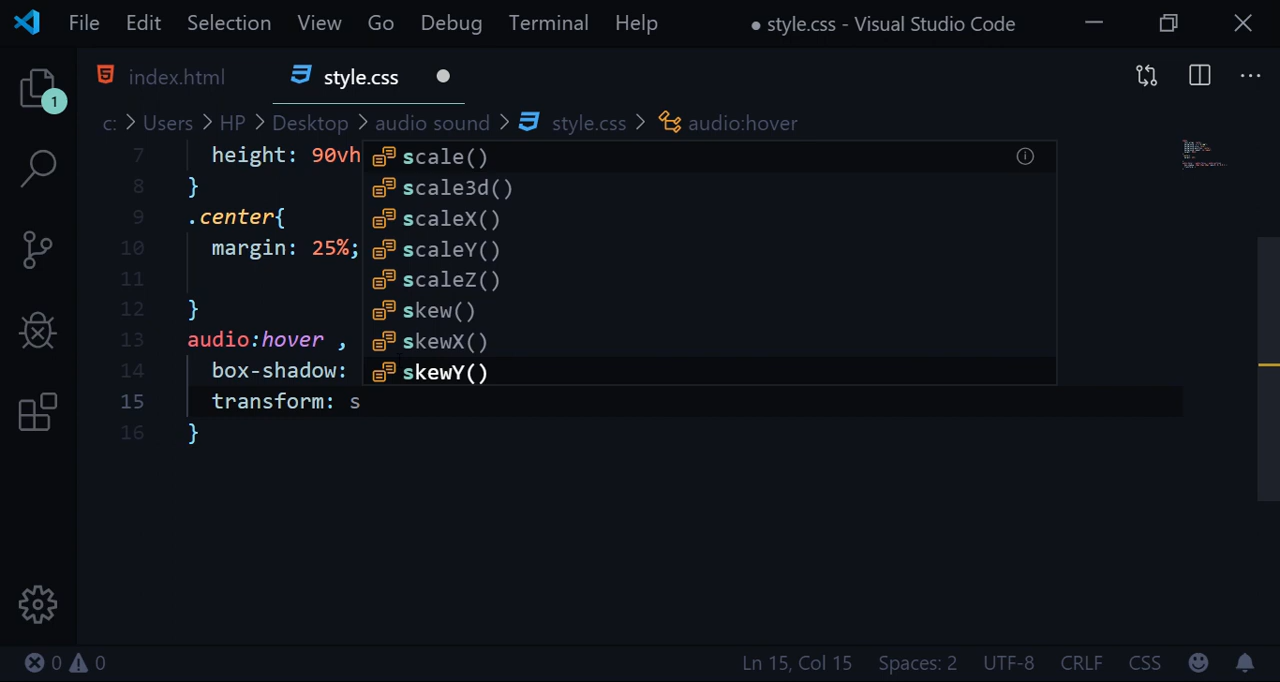 File Edit Selection View Go Debug Terminal Help ● style.css - Visual Studio Code
1
index.html style.css
c: > Users > HP > Desktop > audio sound > style.css > audio:hover
7 height: 90vh
8 }
9 .center{
10 margin: 25%;
11
12 }
13 audio:hover ,
14 box-shadow:
15 transform: s
16 }
scale()
scale3d()
scaleX()
scaleY()
scaleZ()
skew()
skewX()
skewY()
0 0 Ln 15, Col 15 Spaces: 2 UTF-8 CRLF CSS